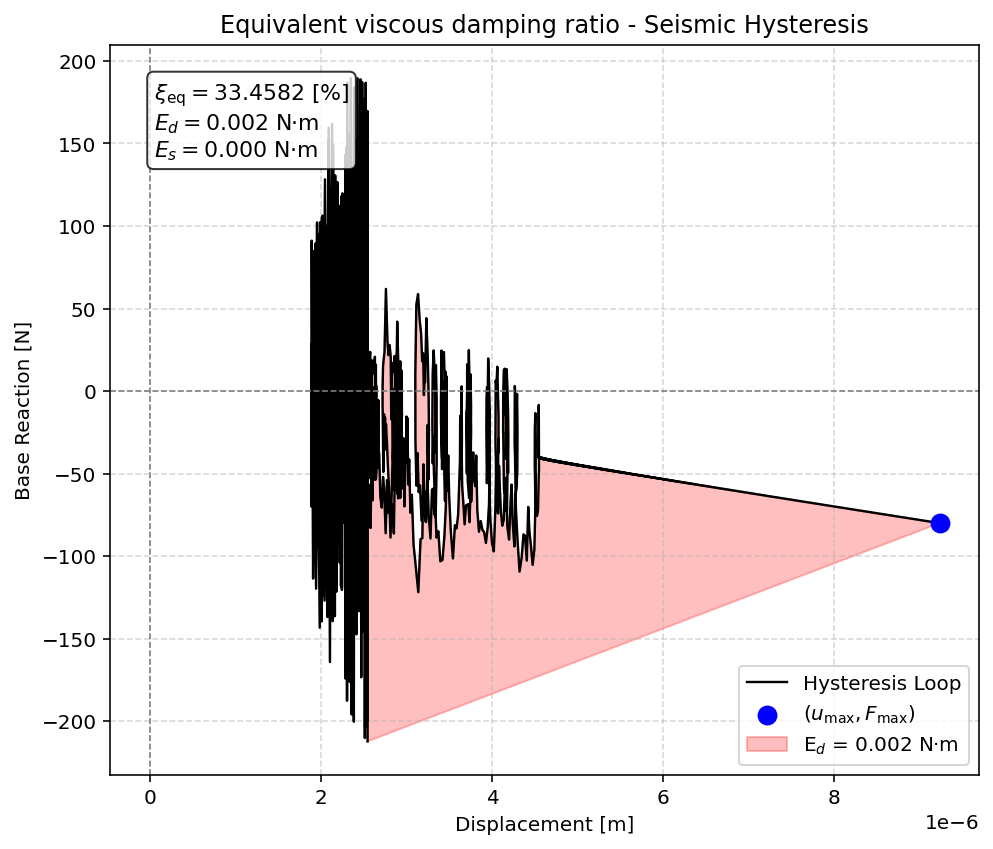 Equivalent viscous damping ratio - Seismic Hysteresis
200
150
100
50
0
−50
−100
−150
−200
Base Reaction [N]
ξeq = 33.4582 [%]
Ed = 0.002 N·m
Es = 0.000 N·m
Hysteresis Loop
(umax, Fmax)
Ed = 0.002 N·m
0 2 4 6 8
1e−6
Displacement [m]